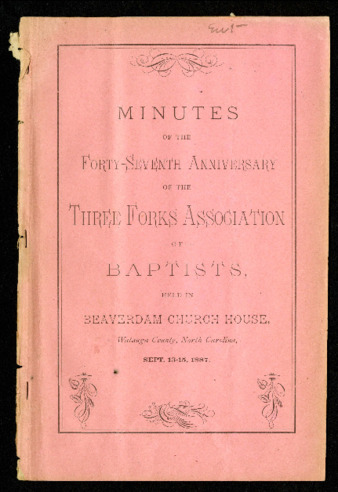 MINUTES
OF THE
FORTY-SEVENTH ANNIVERSARY
OF THE
THREE FORKS ASSOCIATION
OF
BAPTISTS,
HELD IN
BEAVERDAM CHURCH HOUSE,
Watauga County, North Carolina,
SEPT. 13-15, 1887.